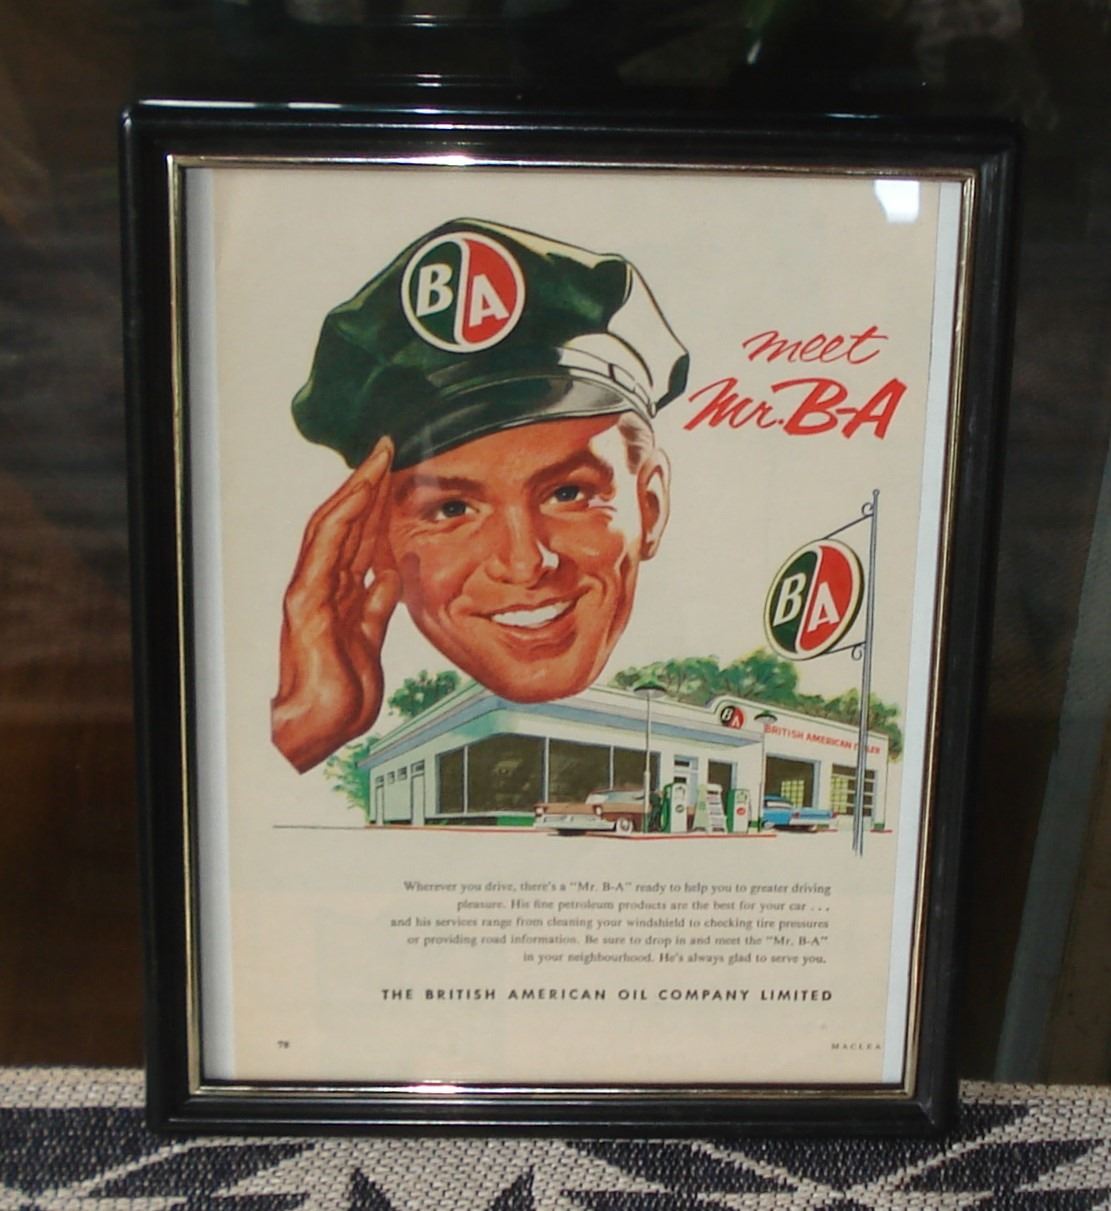 B A
meet
Mr. B-A
B A
B A
BRITISH AMERICAN
Wherever you drive, there's a "Mr. B-A" ready to help you to greater driving
pleasure. His fine petroleum products are the best for your car . . .
and his services range from cleaning your windshield to checking tire pressures
or providing road information. Be sure to drop in and meet the "Mr. B-A"
in your neighbourhood. He's always glad to serve you.
THE BRITISH AMERICAN OIL COMPANY LIMITED
78
MACLEA